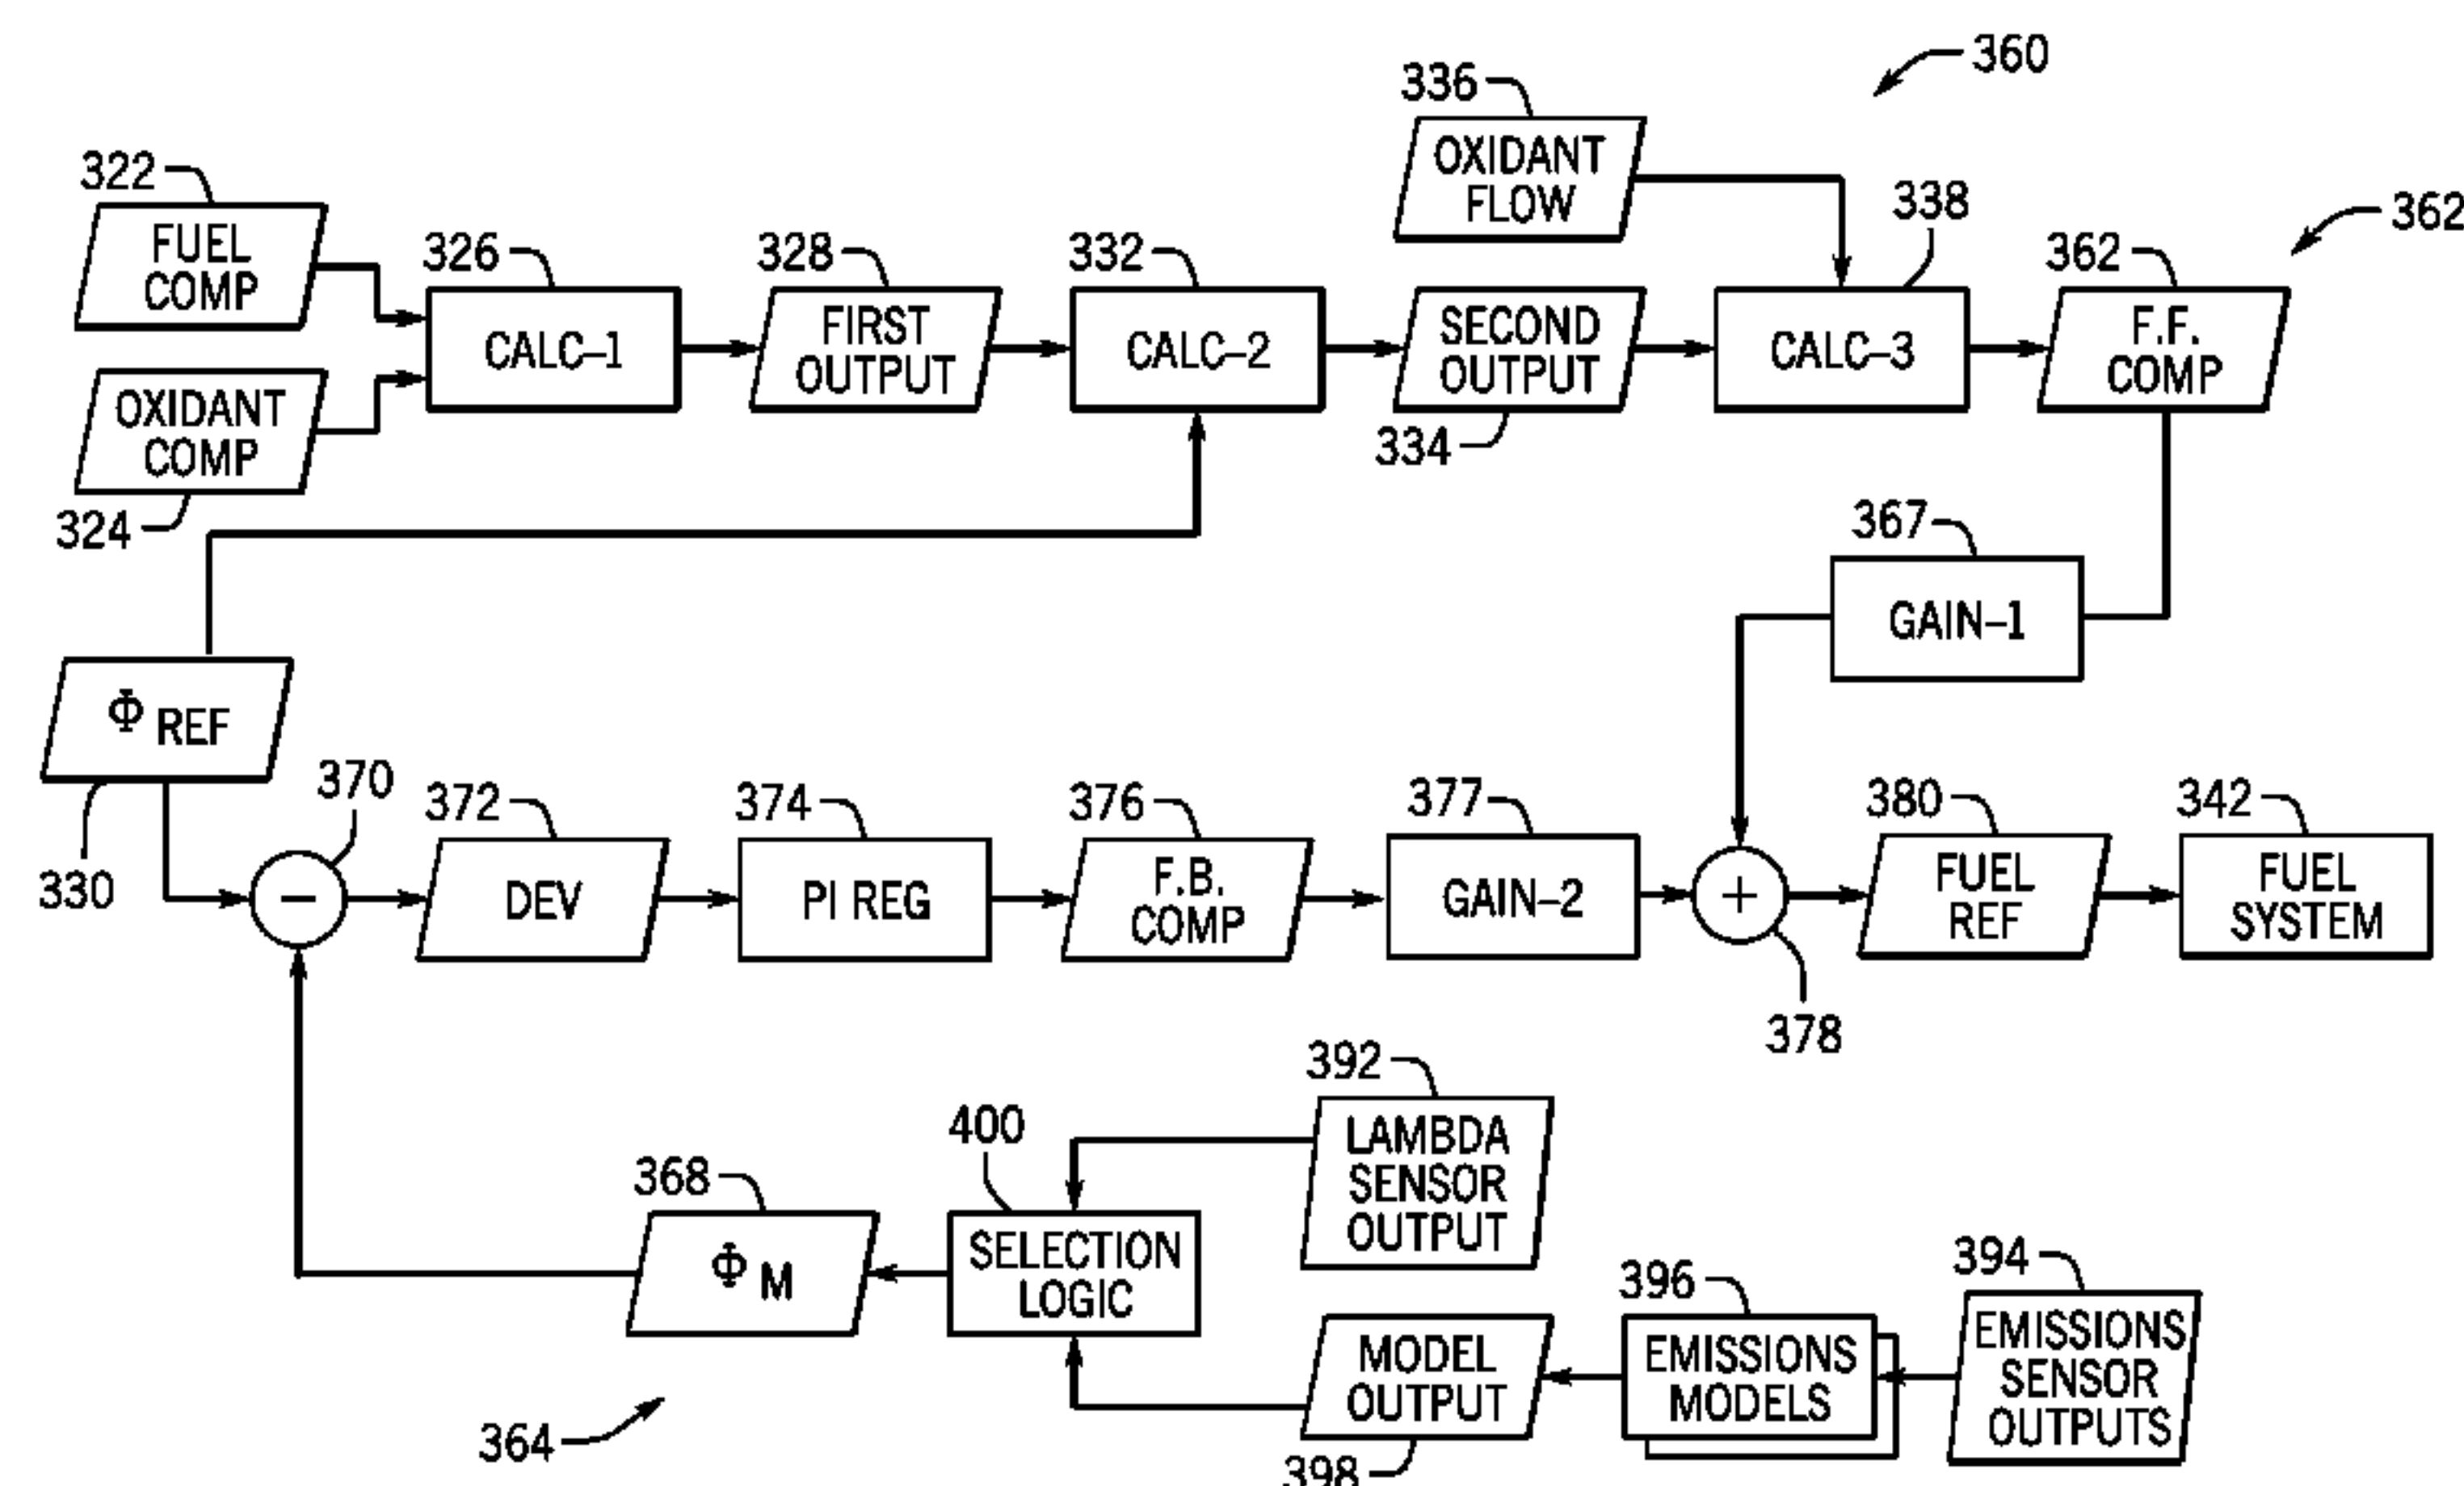 360
336
OXIDANT
FLOW
322
FUEL
COMP
338
362
326
328
332
362
CALC-1
FIRST
OUTPUT
CALC-2
SECOND
OUTPUT
CALC-3
F.F.
COMP
OXIDANT
COMP
334
324
367
GAIN-1
Φ REF
330
370
372
374
376
377
380
342
−
DEV
PI REG
F.B.
COMP
GAIN-2
+
FUEL
REF
FUEL
SYSTEM
378
392
LAMBDA
SENSOR
OUTPUT
400
368
Φ M
SELECTION
LOGIC
396
394
MODEL
OUTPUT
EMISSIONS
MODELS
EMISSIONS
SENSOR
OUTPUTS
364
398